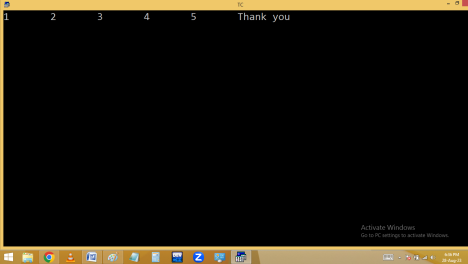 TC
1 2 3 4 5 Thank you
Activate Windows
Go to PC settings to activate Windows.